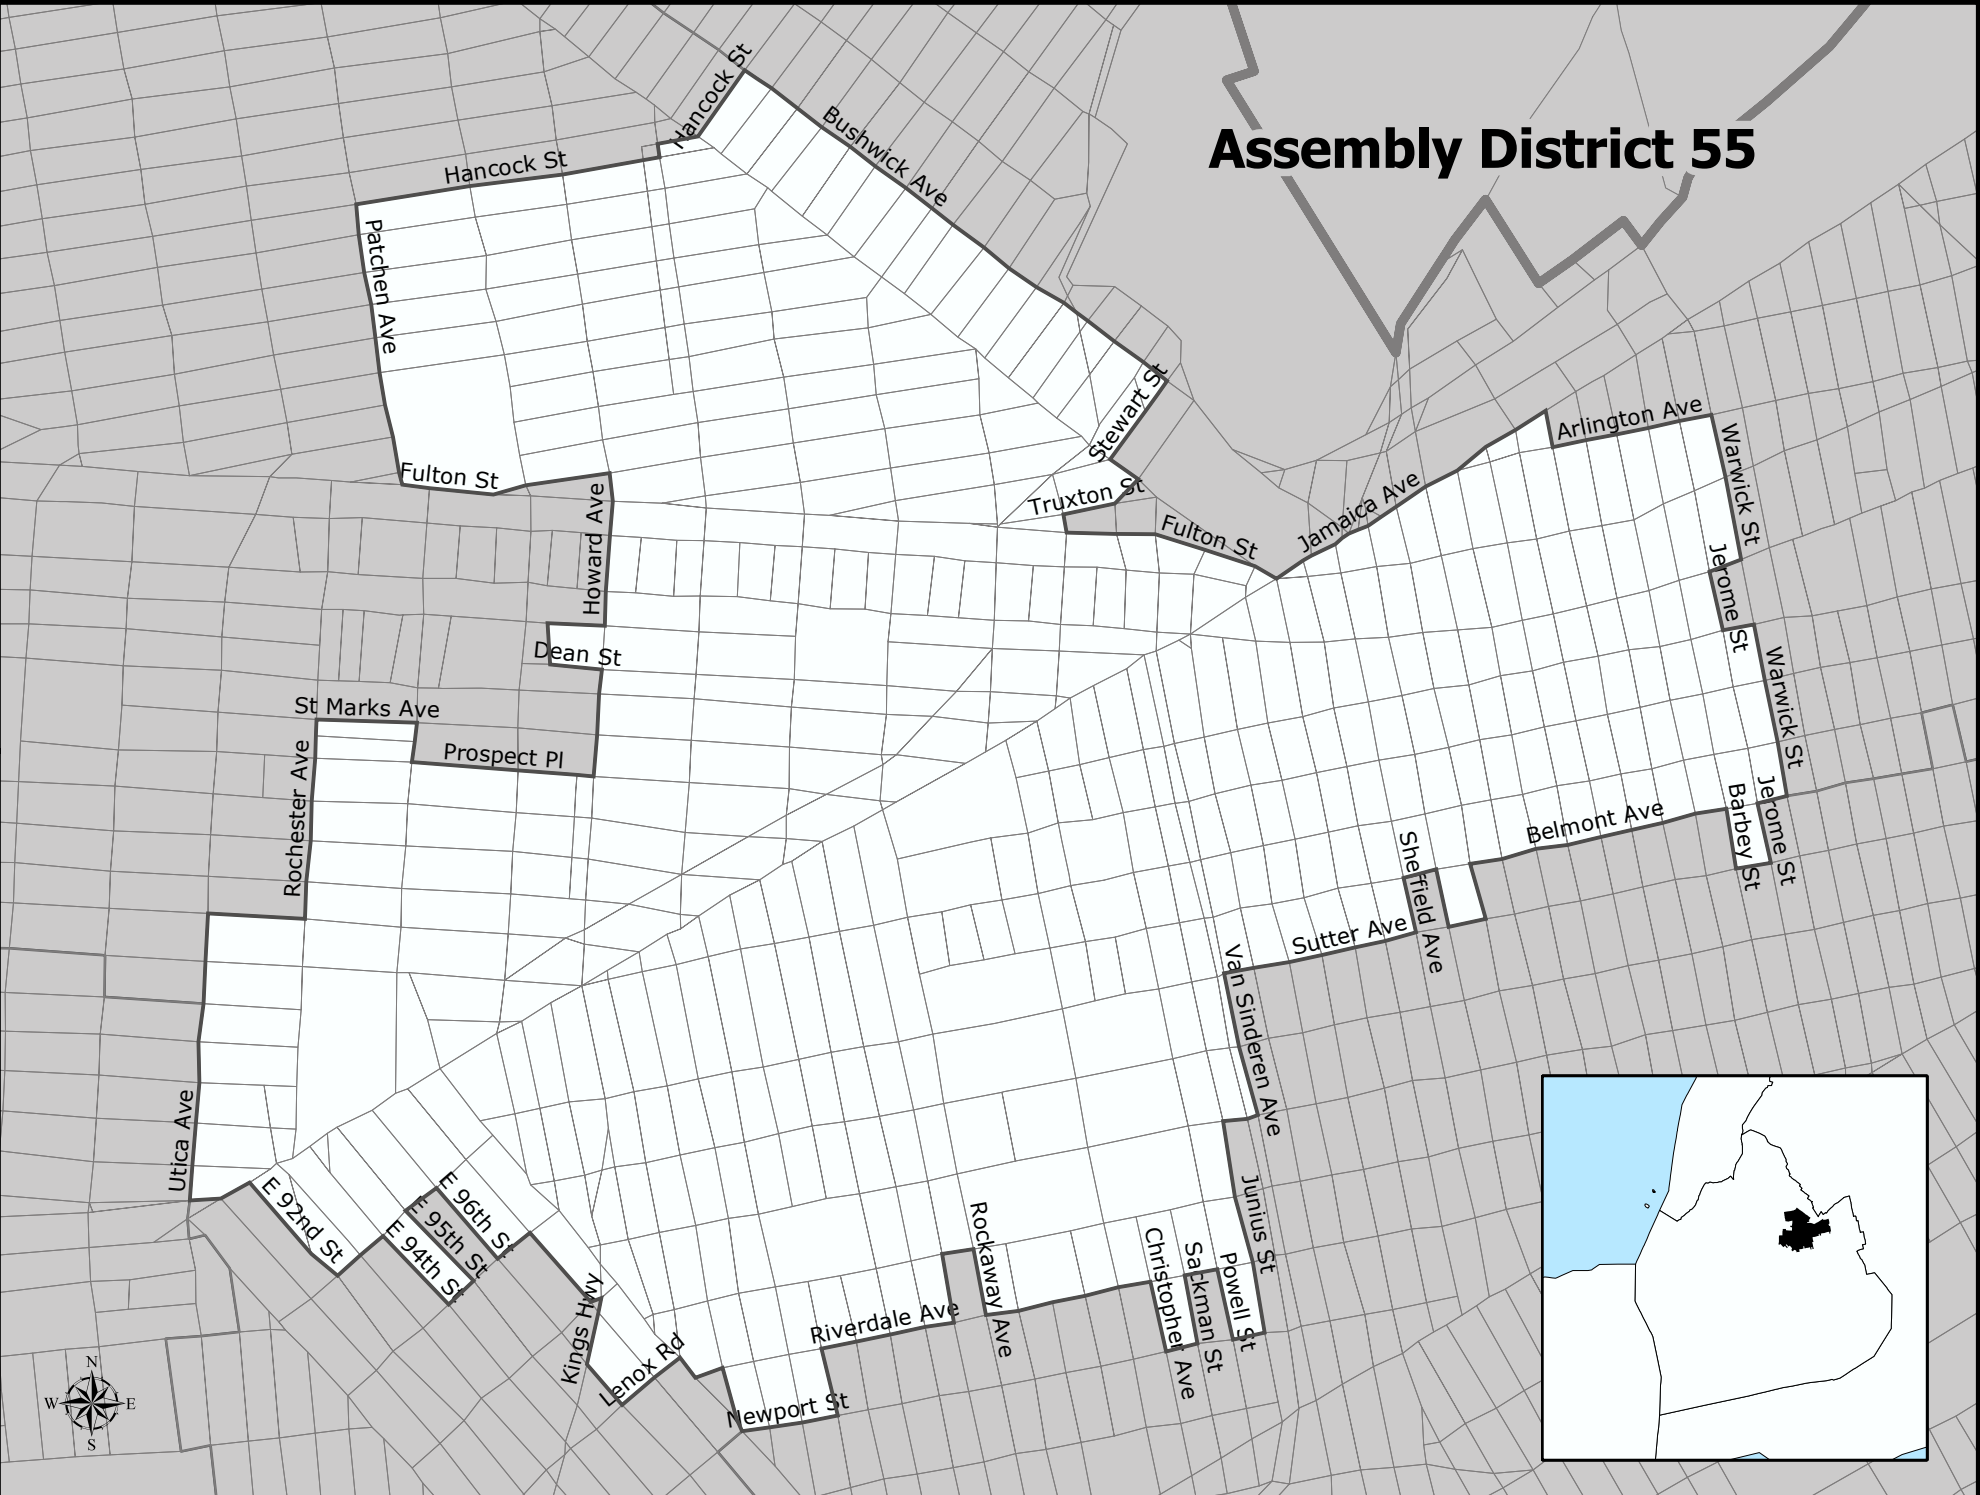 Assembly District 55
Hancock St
Bushwick Ave
Hancock St
Patchen Ave
Stewart St
Fulton St
Truxton St
Fulton St
Howard Ave
Jamaica Ave
Arlington Ave
Warwick St
Jerome St
Warwick St
Dean St
St Marks Ave
Prospect Pl
Rochester Ave
Jerome St
Barbey St
Belmont Ave
Sheffield Ave
Sutter Ave
Van Sinderen Ave
Utica Ave
E 92nd St
E 94th St
E 95th St
E 96th St
Junius St
Rockaway Ave
Christopher Ave
Sackman St
Powell St
Riverdale Ave
Kings Hwy
Lenox Rd
Newport St
N
W
E
S